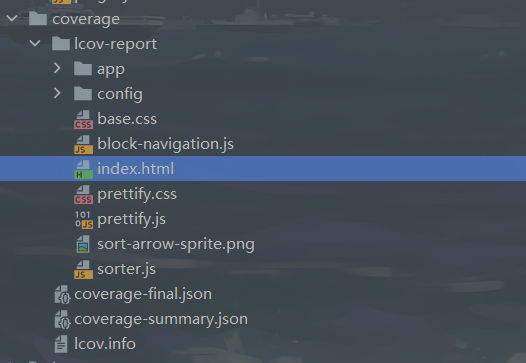 coverage
lcov-report
app
config
base.css
block-navigation.js
index.html
prettify.css
prettify.js
sort-arrow-sprite.png
sorter.js
coverage-final.json
coverage-summary.json
lcov.info